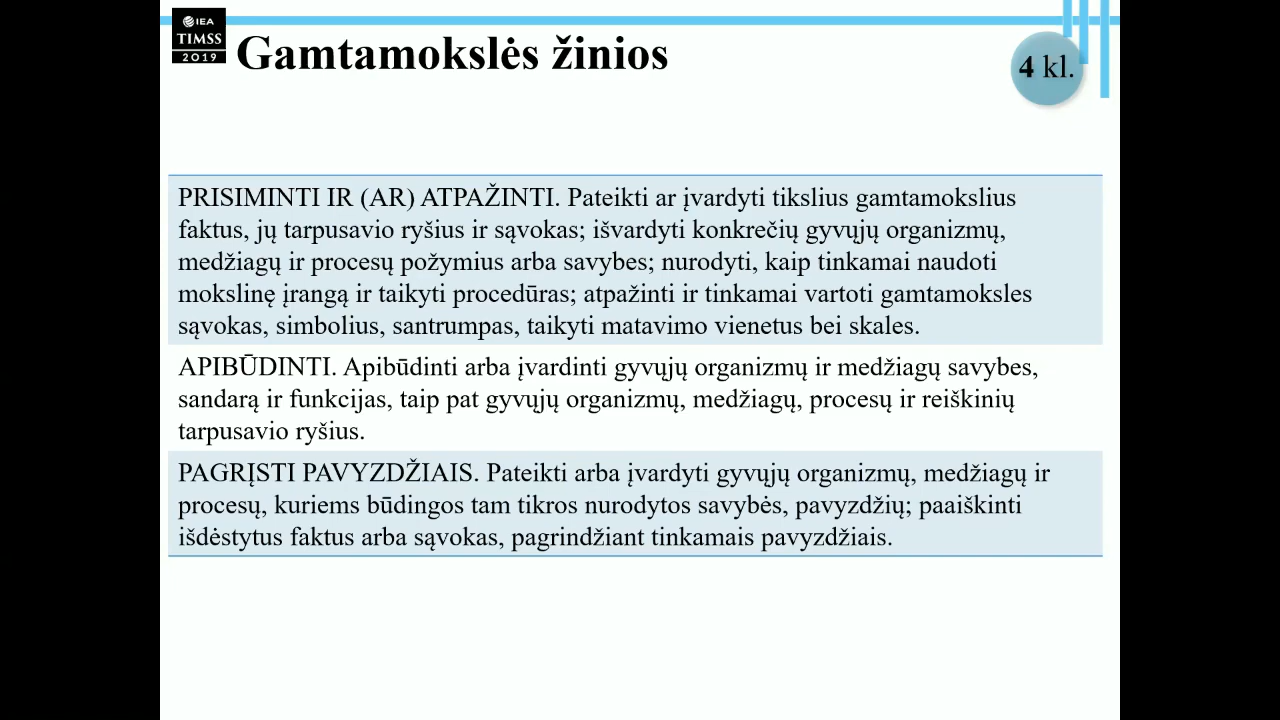 IEA
TIMSS
2019
Gamtamokslės žinios
4 kl.
PRISIMINTI IR (AR) ATPAŽINTI. Pateikti ar įvardyti tikslius gamtamokslius
faktus, jų tarpusavio ryšius ir sąvokas; išvardyti konkrečių gyvųjų organizmų,
medžiagų ir procesų požymius arba savybes; nurodyti, kaip tinkamai naudoti
mokslinę įrangą ir taikyti procedūras; atpažinti ir tinkamai vartoti gamtamoksles
sąvokas, simbolius, santrumpas, taikyti matavimo vienetus bei skales.
APIBŪDINTI. Apibūdinti arba įvardinti gyvųjų organizmų ir medžiagų savybes,
sandarą ir funkcijas, taip pat gyvųjų organizmų, medžiagų, procesų ir reiškinių
tarpusavio ryšius.
PAGRĮSTI PAVYZDŽIAIS. Pateikti arba įvardyti gyvųjų organizmų, medžiagų ir
procesų, kuriems būdingos tam tikros nurodytos savybės, pavyzdžių; paaiškinti
išdėstytus faktus arba sąvokas, pagrindžiant tinkamais pavyzdžiais.